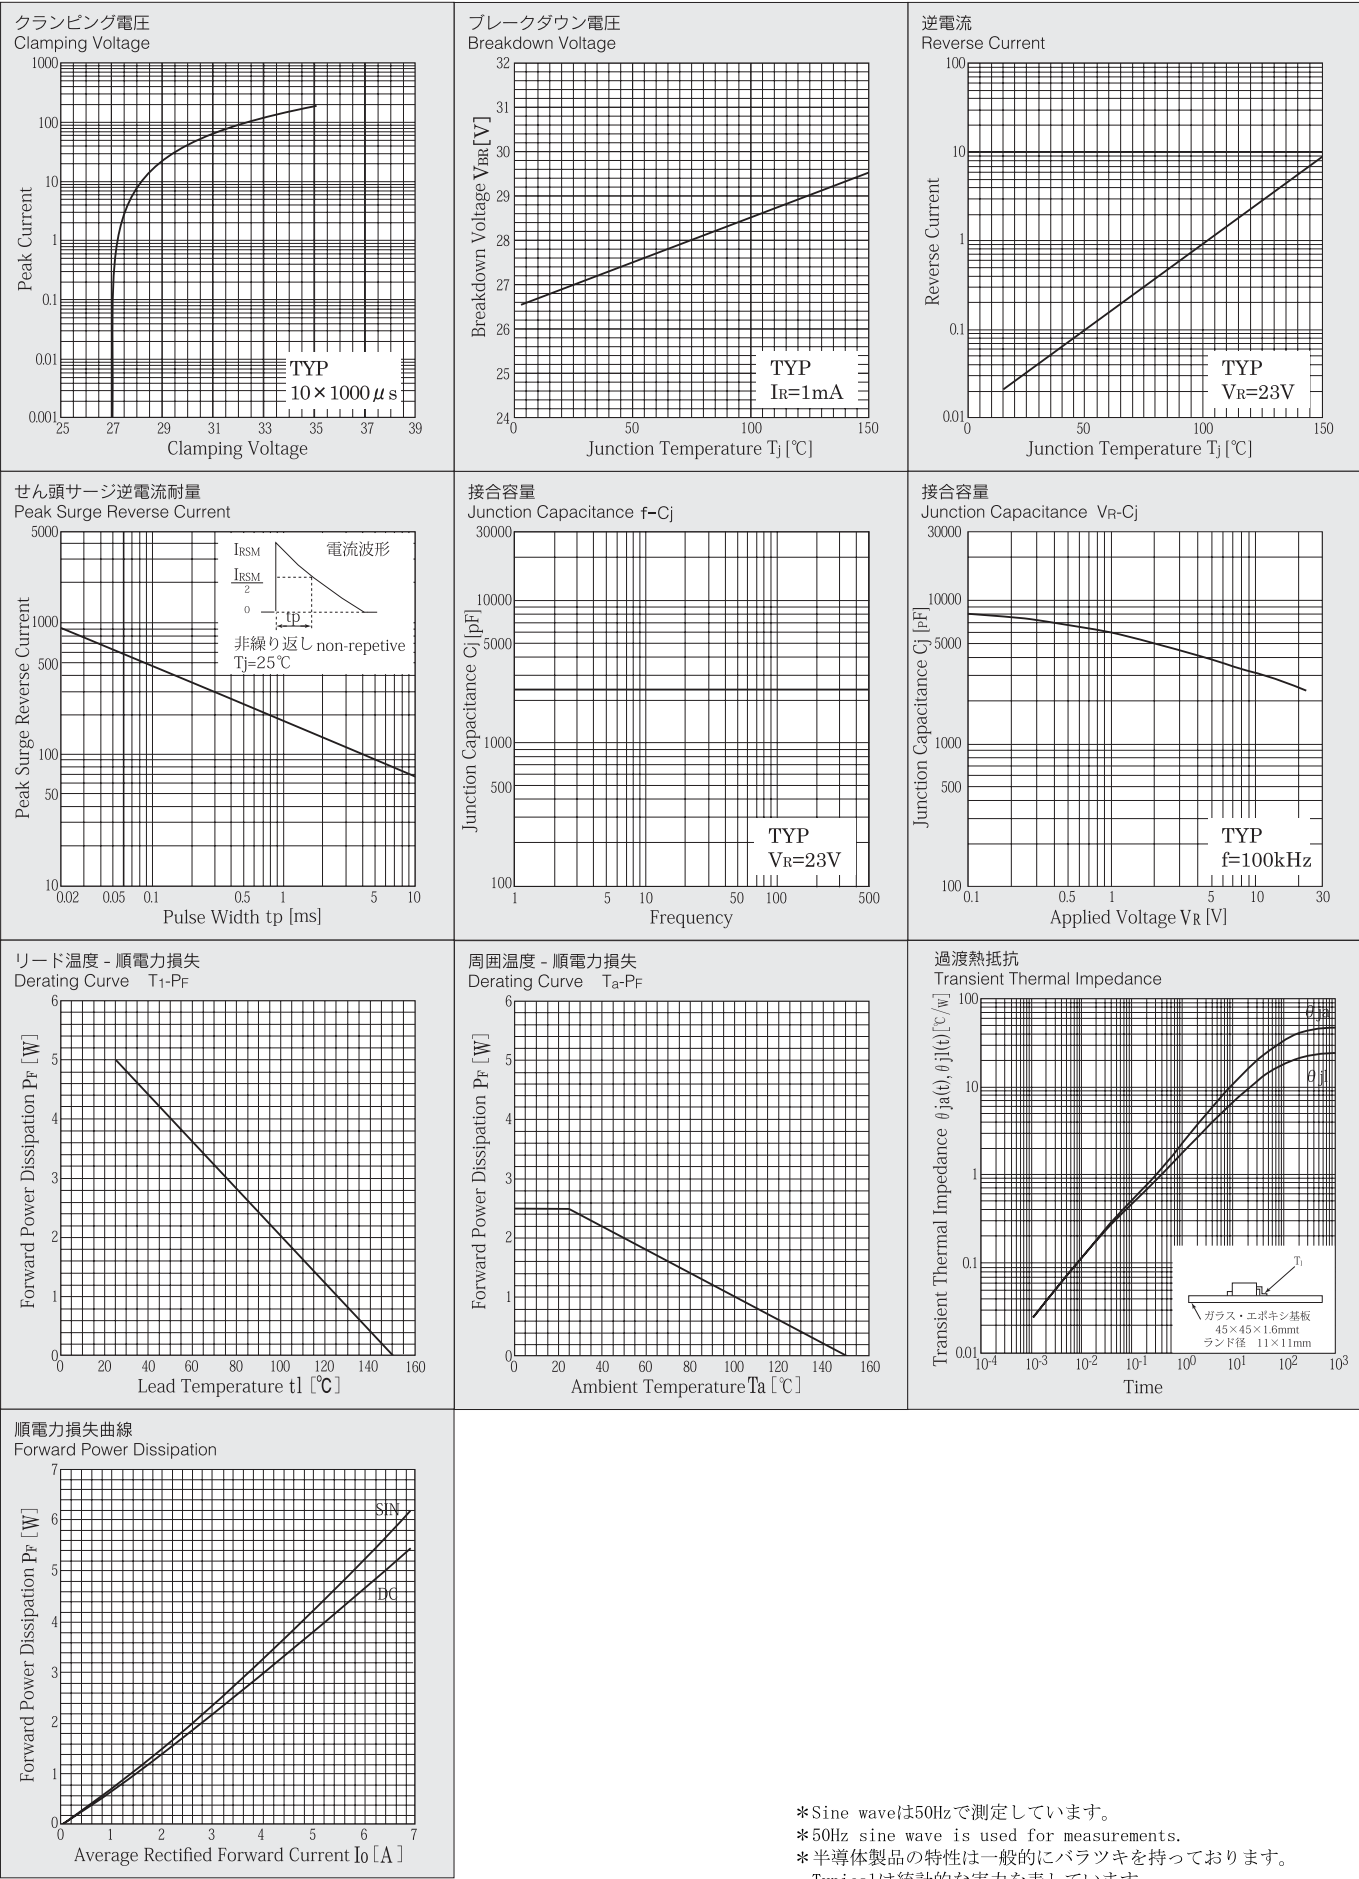 クランピング電圧
Clamping Voltage
Peak Current
1000
100
10
1
0.1
0.01
0.001
TYP
10×1000μs
25 27 29 31 33 35 37 39
Clamping Voltage
ブレークダウン電圧
Breakdown Voltage
Breakdown Voltage VBR[V]
32
31
30
29
28
27
26
25
24
TYP
IR=1mA
0 50 100 150
Junction Temperature Tj [℃]
逆電流
Reverse Current
Reverse Current
100
10
1
0.1
0.01
TYP
VR=23V
0 50 100 150
Junction Temperature Tj [℃]
せん頭サージ逆電流耐量
Peak Surge Reverse Current
Peak Surge Reverse Current
5000
1000
500
100
50
10
IRSM
IRSM
2
0
電流波形
tp
非繰り返し non-repetive
Tj=25℃
0.02 0.05 0.1 0.5 1 5 10
Pulse Width tp [ms]
接合容量
Junction Capacitance f-Cj
Junction Capacitance Cj [pF]
30000
10000
5000
1000
500
100
TYP
VR=23V
1 5 10 50 100 500
Frequency
接合容量
Junction Capacitance VR-Cj
Junction Capacitance Cj [pF]
30000
10000
5000
1000
500
100
TYP
f=100kHz
0.1 0.5 1 5 10 30
Applied Voltage VR [V]
リード温度 - 順電力損失
Derating Curve T1-PF
Forward Power Dissipation PF [W]
6
5
4
3
2
1
0
0 20 40 60 80 100 120 140 160
Lead Temperature tl [℃]
周囲温度 - 順電力損失
Derating Curve Ta-PF
Forward Power Dissipation PF [W]
6
5
4
3
2
1
0
0 20 40 60 80 100 120 140 160
Ambient Temperature Ta [℃]
過渡熱抵抗
Transient Thermal Impedance
Transient Thermal Impedance θja(t), θjl(t) [℃/W]
100
10
1
0.1
0.01
θja
θjl
Tl
ガラス・エポキシ基板
45×45×1.6mmt
ランド径 11×11mm
10-4 10-3 10-2 10-1 100 101 102 103
Time
順電力損失曲線
Forward Power Dissipation
Forward Power Dissipation PF [W]
7
6
5
4
3
2
1
0
SIN
DC
0 1 2 3 4 5 6 7
Average Rectified Forward Current Io [A]
＊Sine waveは50Hzで測定しています。
＊50Hz sine wave is used for measurements.
＊半導体製品の特性は一般的にバラツキを持っております。
Typicalは統計的な実力を表しています。